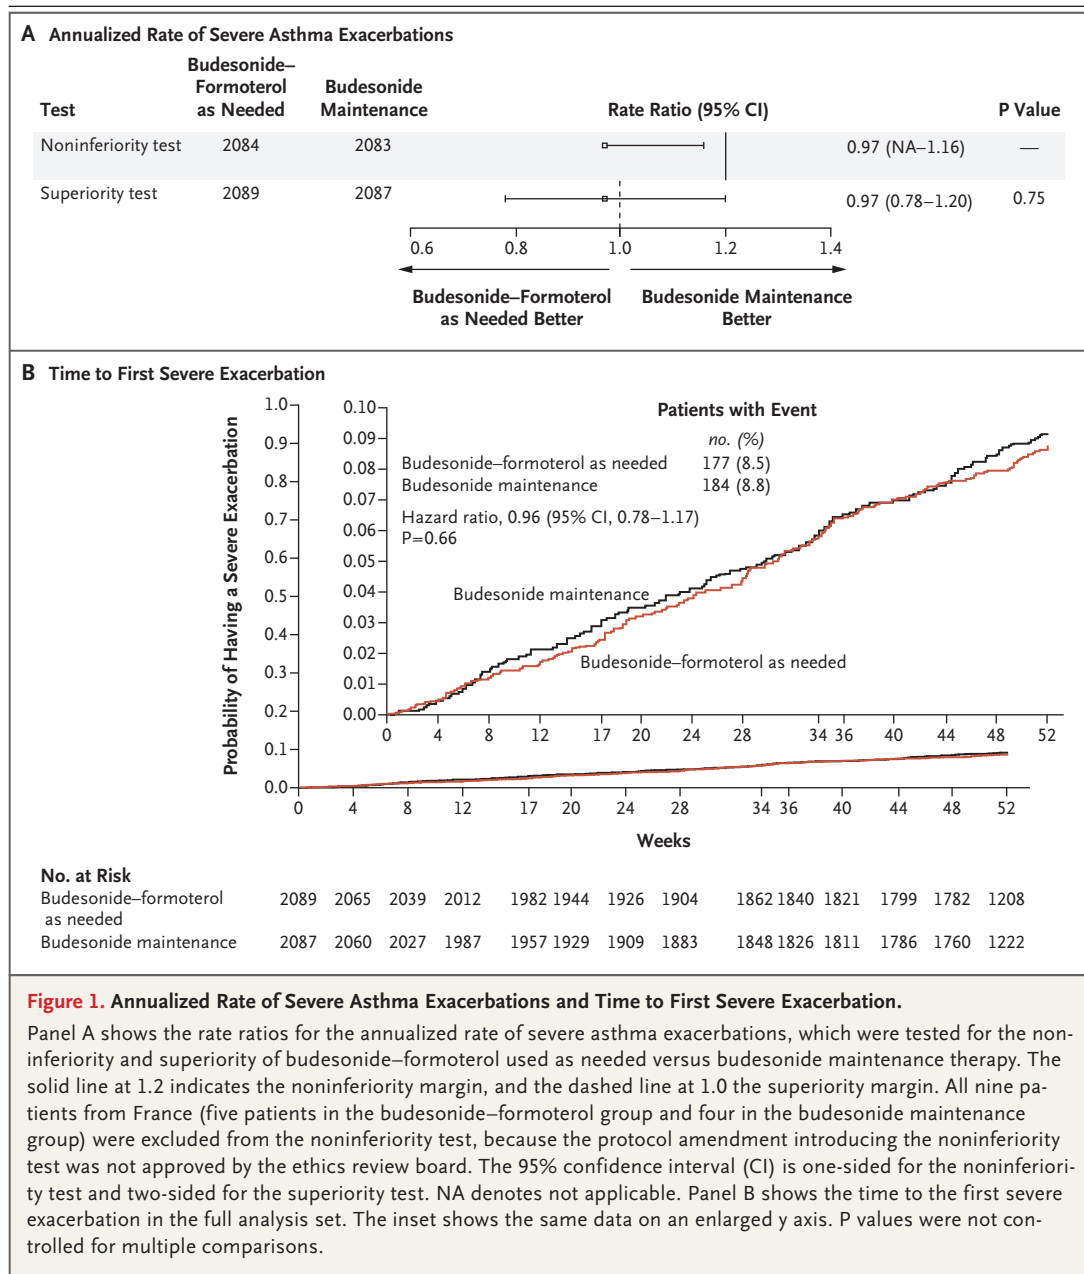 A Annualized Rate of Severe Asthma Exacerbations
Test
Budesonide–
Formoterol
as Needed
Budesonide
Maintenance
Rate Ratio (95% CI)
P Value
Noninferiority test 2084 2083 0.97 (NA–1.16) —
Superiority test 2089 2087 0.97 (0.78–1.20) 0.75
0.6 0.8 1.0 1.2 1.4
Budesonide–Formoterol
as Needed Better
Budesonide Maintenance
Better
B Time to First Severe Exacerbation
Probability of Having a Severe Exacerbation
1.0
0.9
0.8
0.7
0.6
0.5
0.4
0.3
0.2
0.1
0.0
0.10
0.09
0.08
0.07
0.06
0.05
0.04
0.03
0.02
0.01
0.00
Patients with Event
no. (%)
Budesonide–formoterol as needed 177 (8.5)
Budesonide maintenance 184 (8.8)
Hazard ratio, 0.96 (95% CI, 0.78–1.17)
P=0.66
Budesonide maintenance
Budesonide–formoterol as needed
0 4 8 12 17 20 24 28 34 36 40 44 48 52
0 4 8 12 17 20 24 28 34 36 40 44 48 52
Weeks
No. at Risk
Budesonide–formoterol
as needed
2089 2065 2039 2012 1982 1944 1926 1904 1862 1840 1821 1799 1782 1208
Budesonide maintenance 2087 2060 2027 1987 1957 1929 1909 1883 1848 1826 1811 1786 1760 1222
Figure 1. Annualized Rate of Severe Asthma Exacerbations and Time to First Severe Exacerbation.
Panel A shows the rate ratios for the annualized rate of severe asthma exacerbations, which were tested for the non-
inferiority and superiority of budesonide–formoterol used as needed versus budesonide maintenance therapy. The
solid line at 1.2 indicates the noninferiority margin, and the dashed line at 1.0 the superiority margin. All nine pa-
tients from France (five patients in the budesonide–formoterol group and four in the budesonide maintenance
group) were excluded from the noninferiority test, because the protocol amendment introducing the noninferiority
test was not approved by the ethics review board. The 95% confidence interval (CI) is one-sided for the noninferiori-
ty test and two-sided for the superiority test. NA denotes not applicable. Panel B shows the time to the first severe
exacerbation in the full analysis set. The inset shows the same data on an enlarged y axis. P values were not con-
trolled for multiple comparisons.